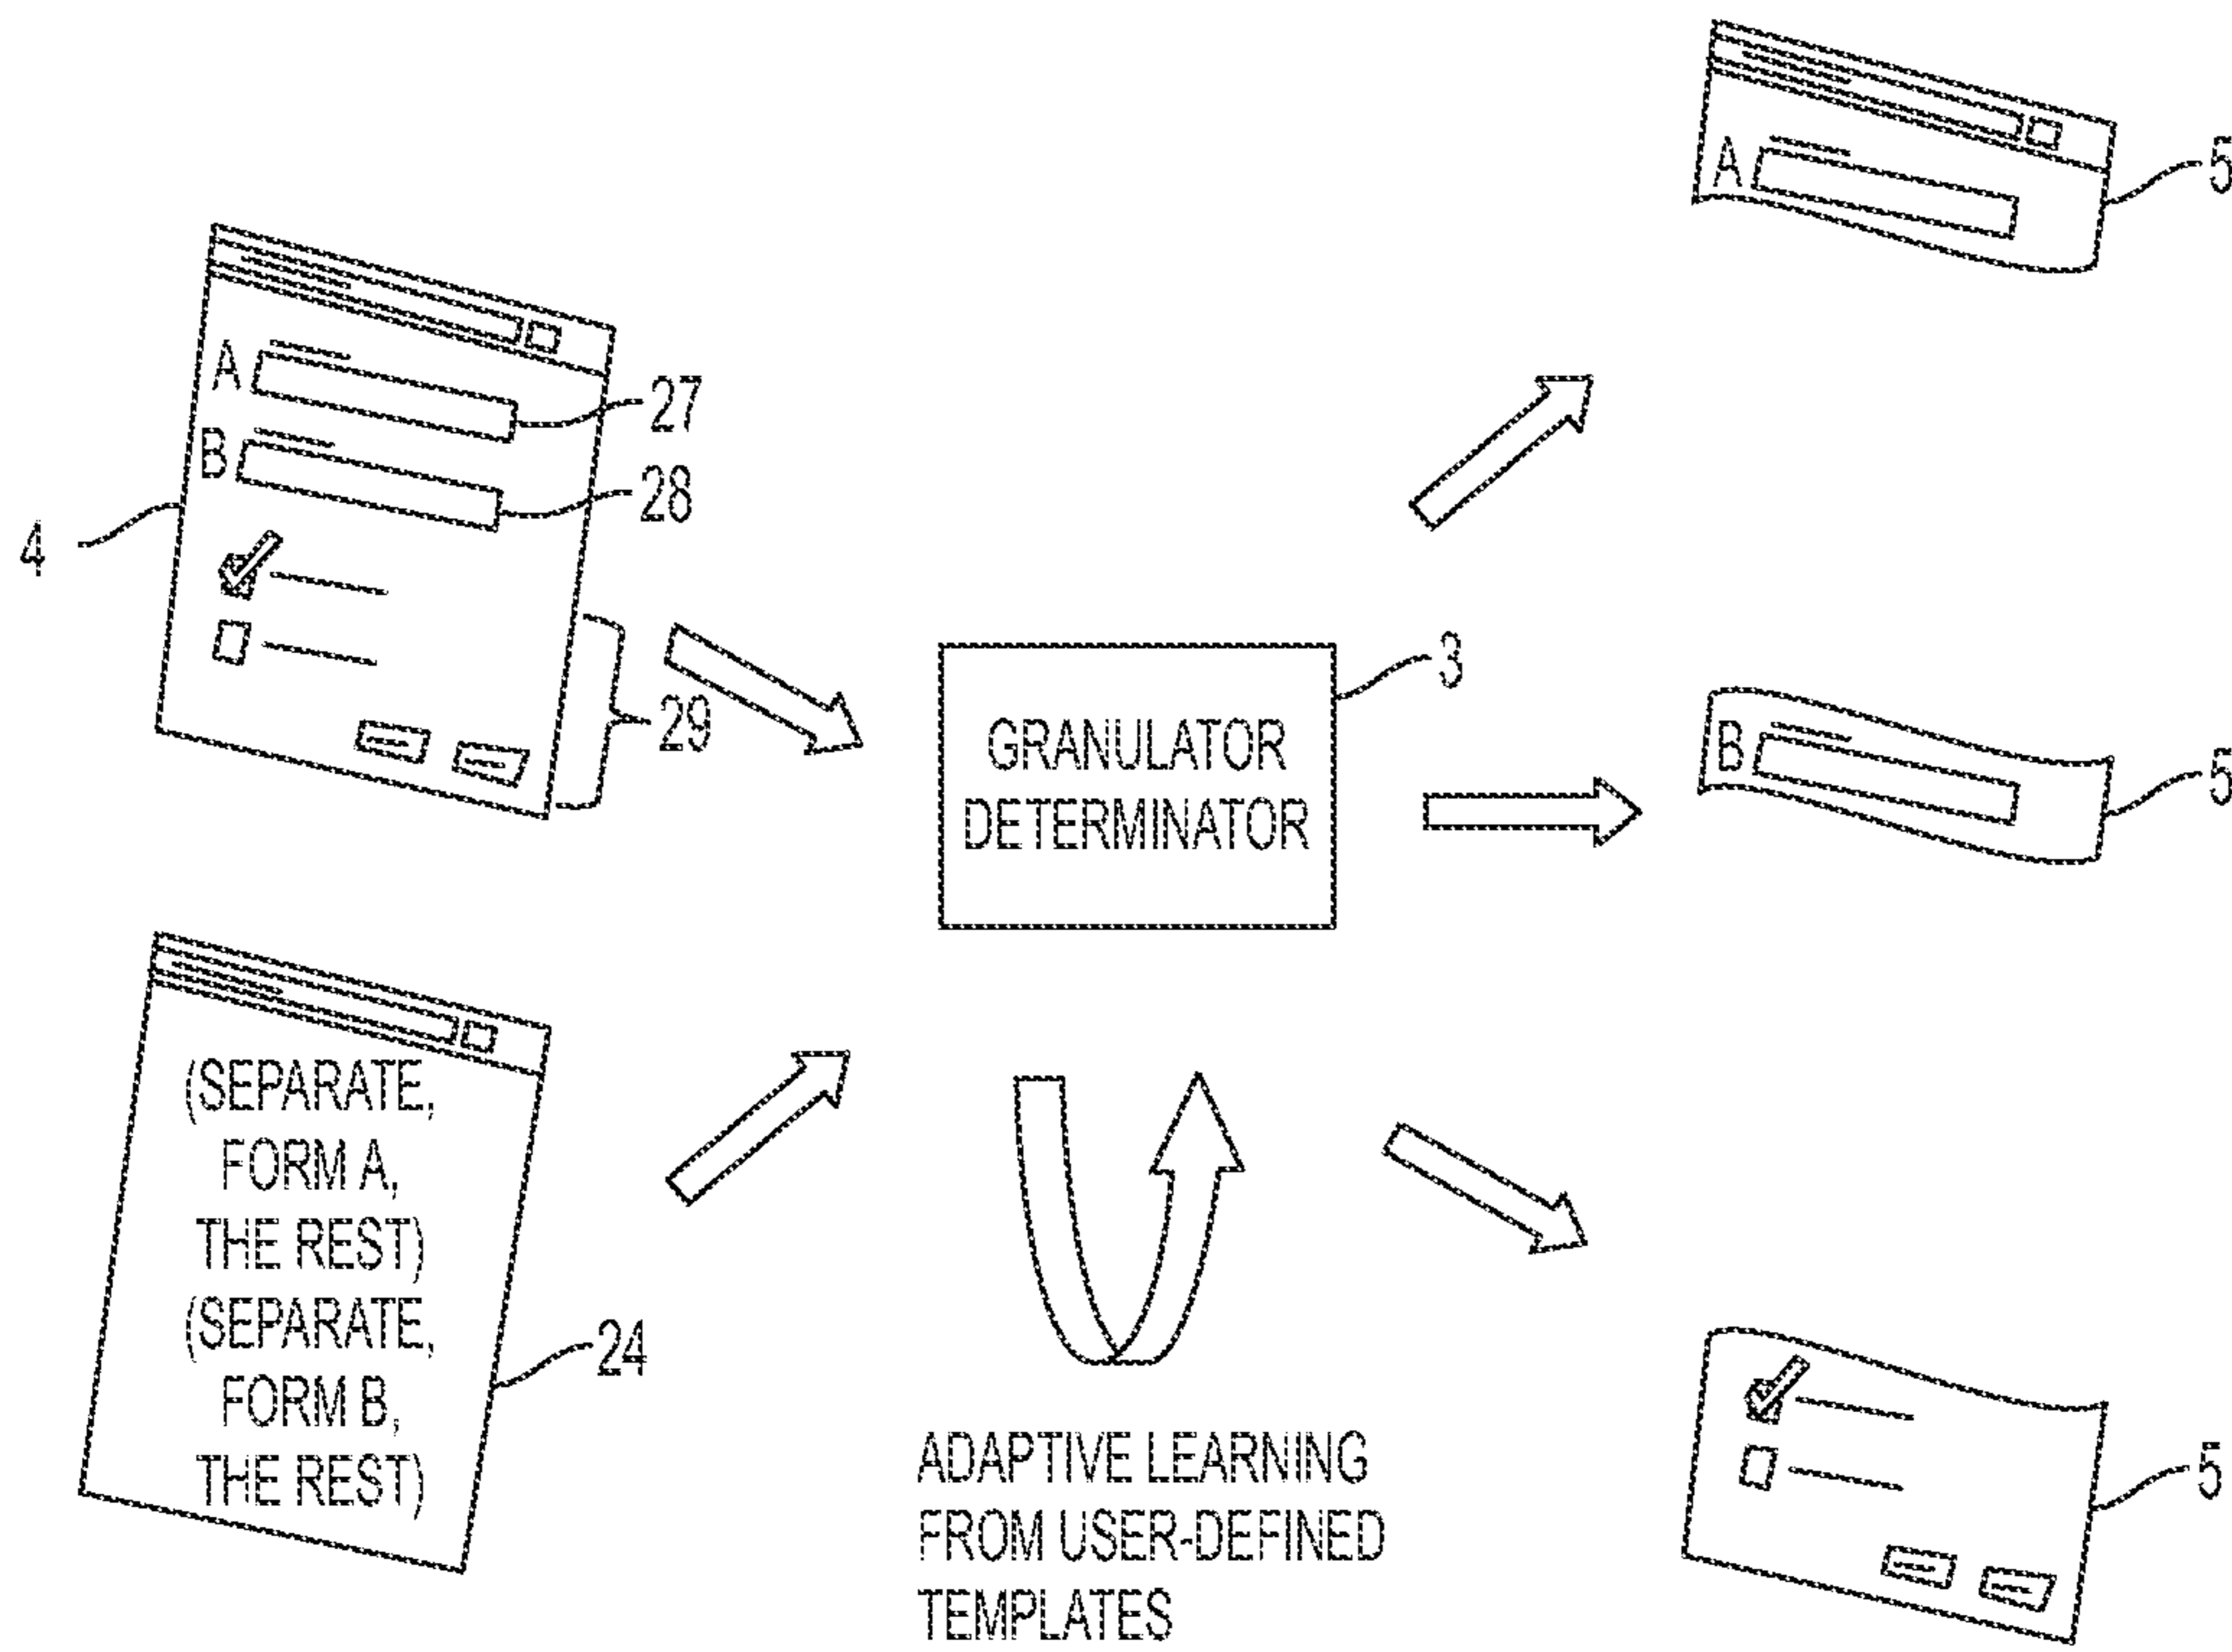 A
27
B
28
4
29
(SEPARATE,
FORM A,
THE REST)
(SEPARATE,
FORM B,
THE REST)
24
3
GRANULATOR
DETERMINATOR
ADAPTIVE LEARNING
FROM USER-DEFINED
TEMPLATES
A
5
B
5
5